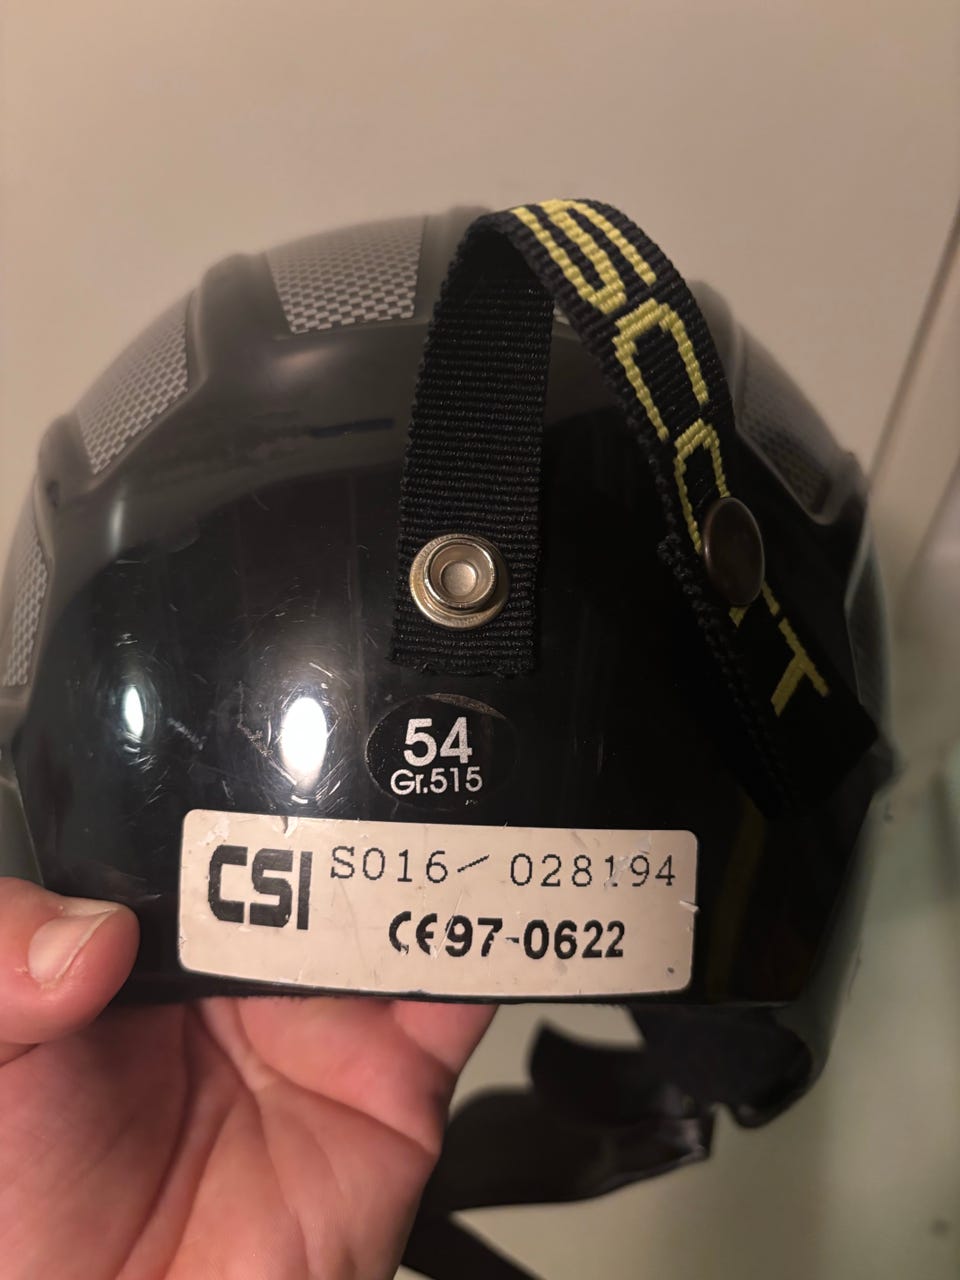 SCOTT
54
Gr.515
CSI S016/ 028194
CE97-0622